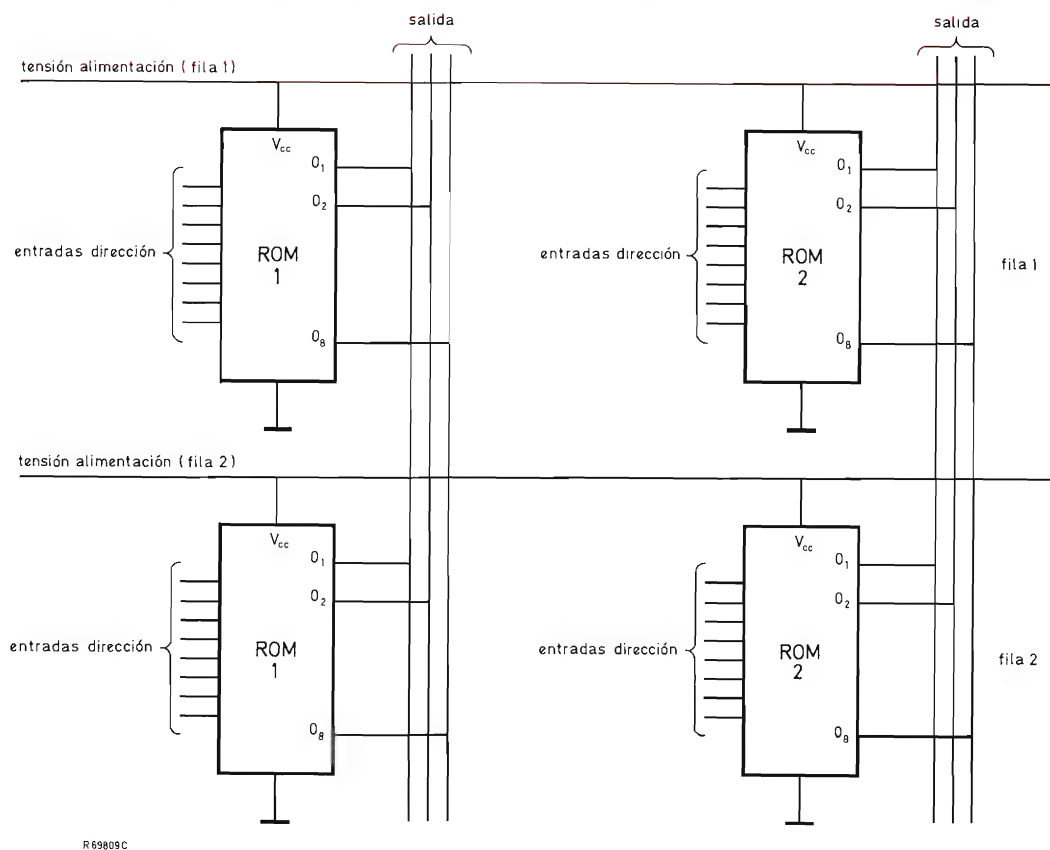 salida
salida
tensión alimentación ( fila 1 )
Vcc
O1
O2
entradas dirección
ROM
1
O8
Vcc
O1
O2
entradas dirección
ROM
2
O8
fila 1
tensión alimentación ( fila 2 )
Vcc
O1
O2
entradas dirección
ROM
1
O8
Vcc
O1
O2
entradas dirección
ROM
2
O8
fila 2
R69809C